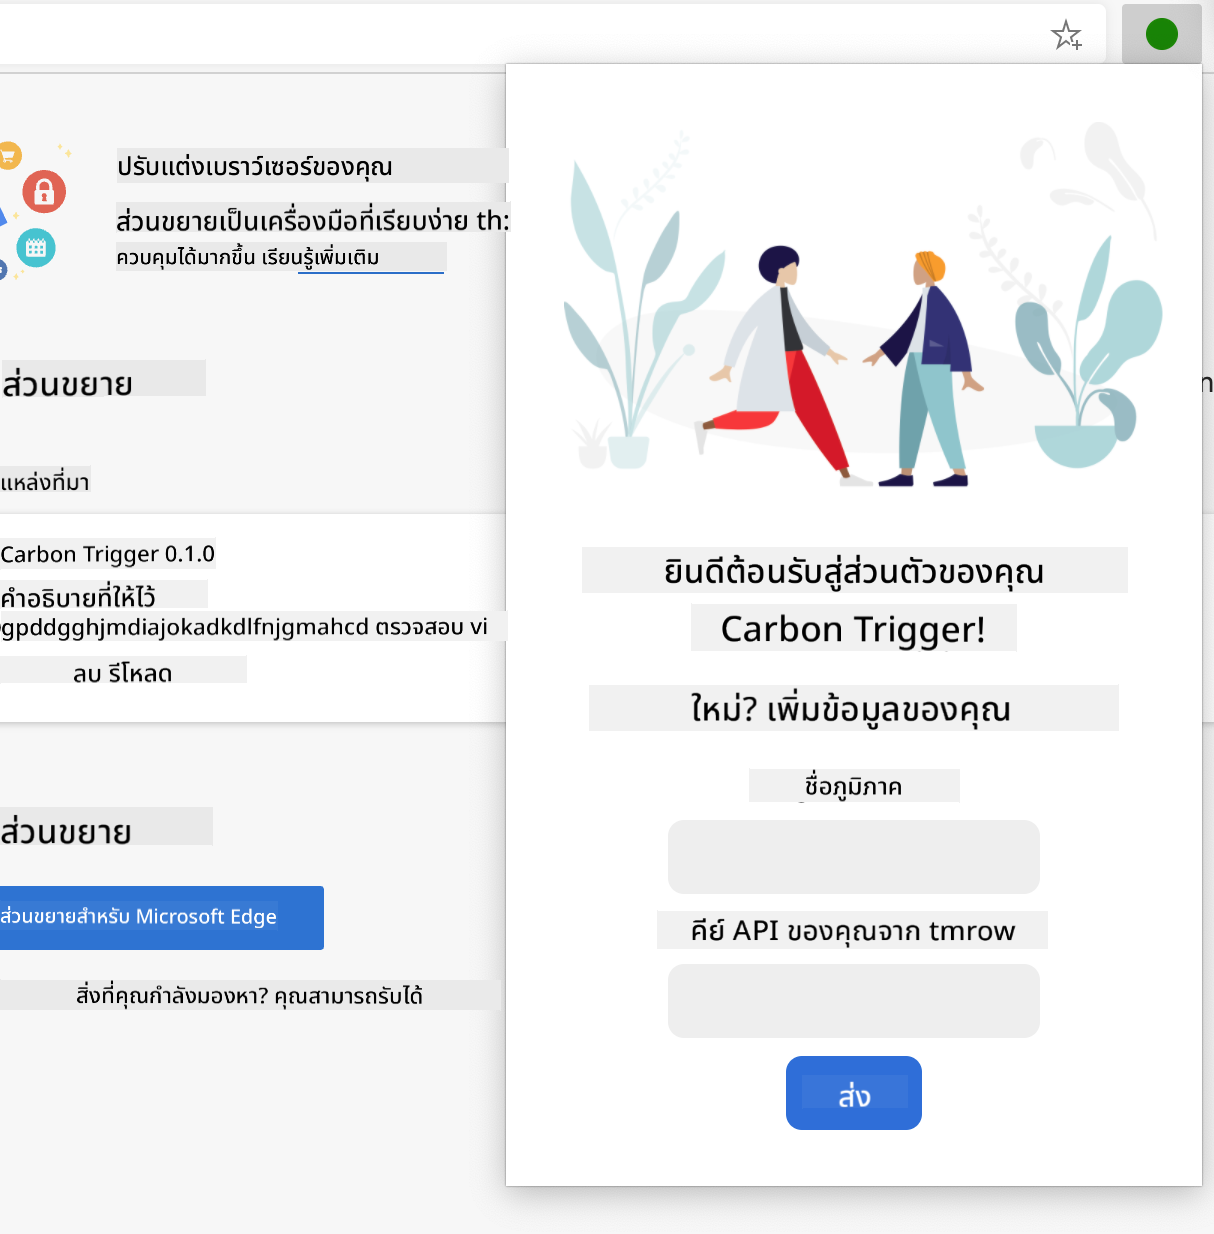 ปรับแต่งเบราว์เซอร์ของคุณ
ส่วนขยายเป็นเครื่องมือที่เรียบง่าย th:
ควบคุมได้มากขึ้น เรียนรู้เพิ่มเติม
ส่วนขยาย
แหล่งที่มา
Carbon Trigger 0.1.0
คำอธิบายที่ให้ไว้
gpddgghjmdiajokadkdlfnjgmahcd ตรวจสอบ vi
ลบ รีโหลด
ส่วนขยาย
ส่วนขยายสำหรับ Microsoft Edge
สิ่งที่คุณกำลังมองหา? คุณสามารถรับได้
ยินดีต้อนรับสู่ส่วนตัวของคุณ
Carbon Trigger!
ใหม่? เพิ่มข้อมูลของคุณ
ชื่อภูมิภาค
คีย์ API ของคุณจาก tmrow
ส่ง